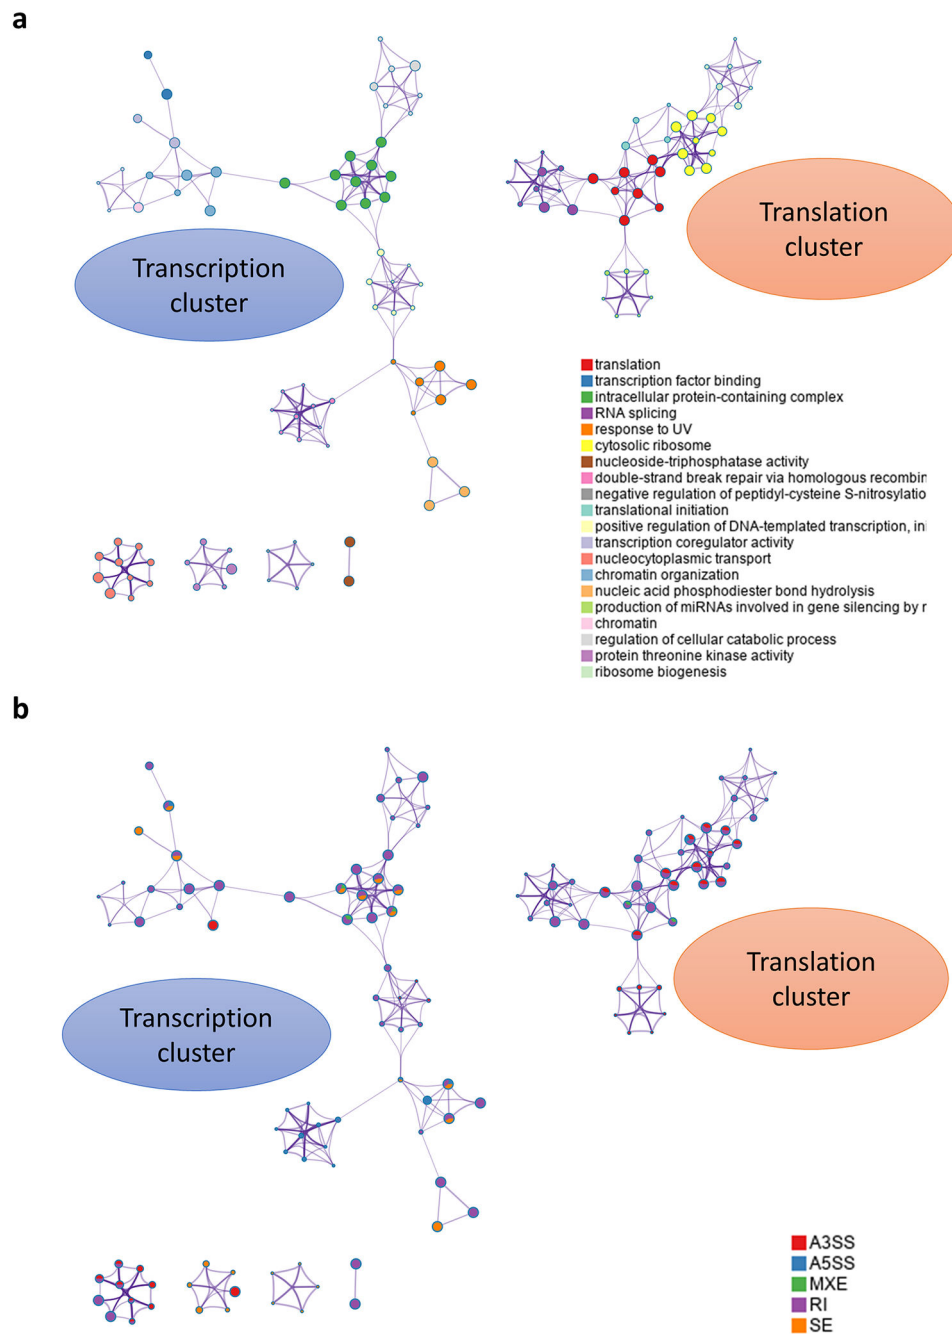 a
Transcription
cluster
Translation
cluster
translation
transcription factor binding
intracellular protein-containing complex
RNA splicing
response to UV
cytosolic ribosome
nucleoside-triphosphatase activity
double-strand break repair via homologous recombin
negative regulation of peptidyl-cysteine S-nitrosylatio
translational initiation
positive regulation of DNA-templated transcription, ini
transcription coregulator activity
nucleocytoplasmic transport
chromatin organization
nucleic acid phosphodiester bond hydrolysis
production of miRNAs involved in gene silencing by r
chromatin
regulation of cellular catabolic process
protein threonine kinase activity
ribosome biogenesis
b
Transcription
cluster
Translation
cluster
A3SS
A5SS
MXE
RI
SE